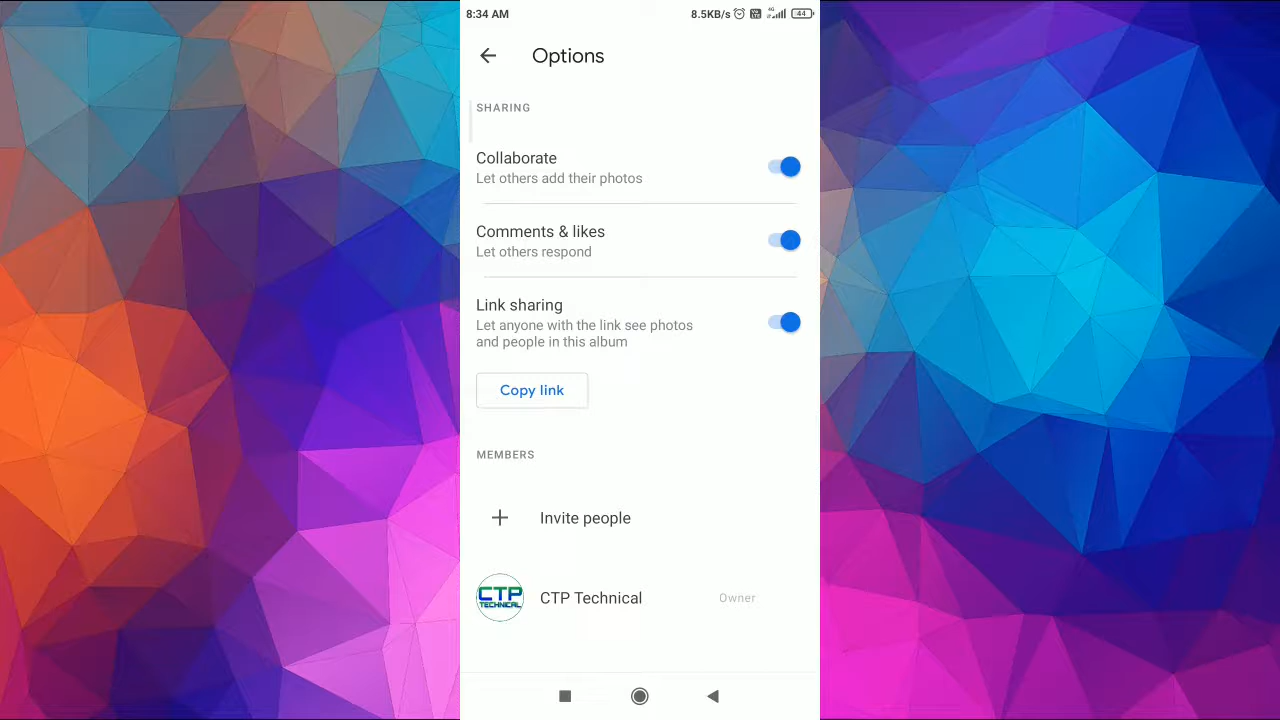 8:34 AM 8.5KB/s 4G 44
Options
SHARING
Collaborate
Let others add their photos
Comments & likes
Let others respond
Link sharing
Let anyone with the link see photos
and people in this album
Copy link
MEMBERS
Invite people
CTP
TECHNICAL
CTP Technical Owner